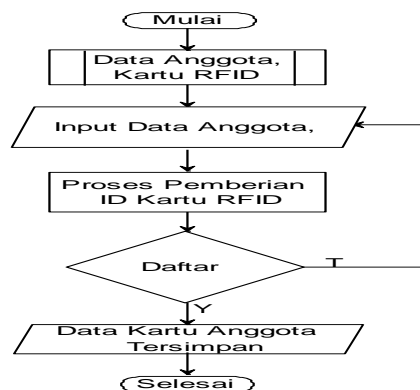 Mulai
Data Anggota,
Kartu RFID
Input Data Anggota,
Proses Pemberian
ID Kartu RFID
Daftar
T
Y
Data Kartu Anggota
Tersimpan
Selesai